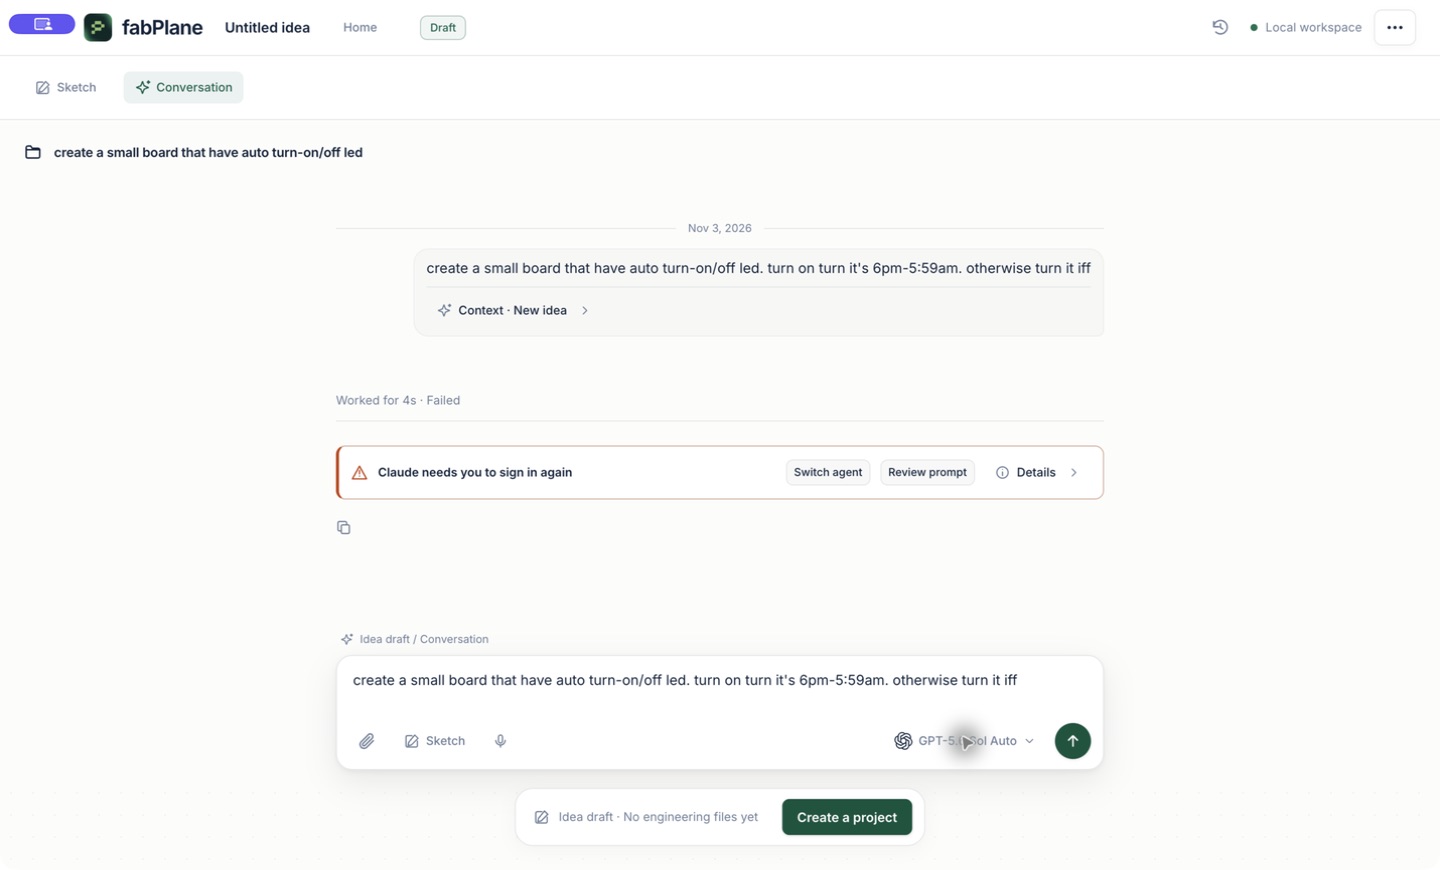 fabPlane Untitled idea Home Draft Local workspace
Sketch Conversation
create a small board that have auto turn-on/off led
Nov 3, 2026
create a small board that have auto turn-on/off led. turn on turn it's 6pm-5:59am. otherwise turn it iff
Context · New idea
Worked for 4s · Failed
Claude needs you to sign in again Switch agent Review prompt Details
Idea draft / Conversation
create a small board that have auto turn-on/off led. turn on turn it's 6pm-5:59am. otherwise turn it iff
Sketch Auto
Idea draft · No engineering files yet Create a project